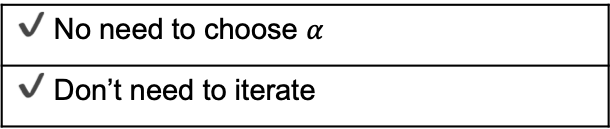 ✔ No need to choose α
✔ Don’t need to iterate